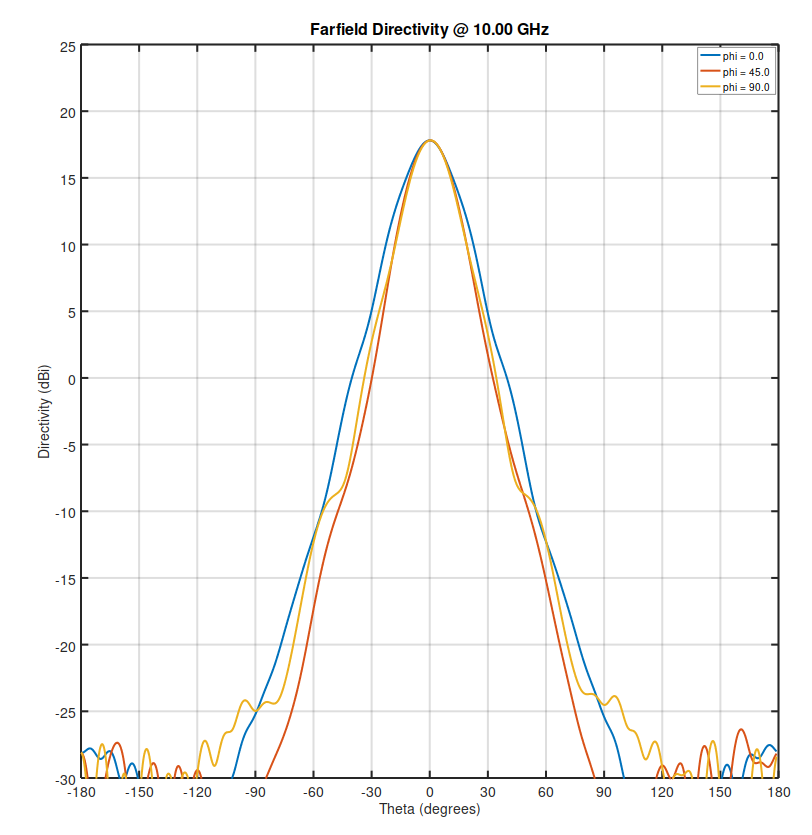 Farfield Directivity @ 10.00 GHz
phi = 0.0
phi = 45.0
phi = 90.0
25
20
15
10
5
0
-5
-10
-15
-20
-25
-30
Directivity (dBi)
-180 -150 -120 -90 -60 -30 0 30 60 90 120 150 180
Theta (degrees)